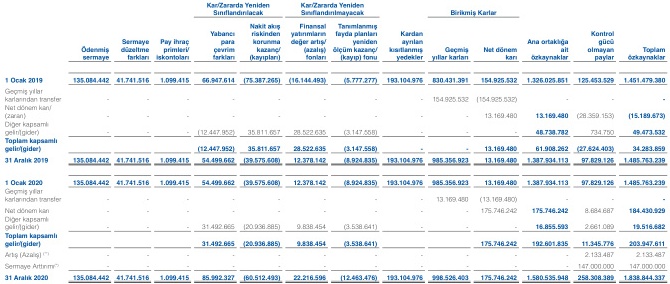 Kar/Zararda Yeniden Sınıflandırılacak Kar/Zararda Yeniden Sınıflandırılmayacak Birikmiş Karlar
Ödenmiş sermaye Sermaye düzeltme farkları Pay ihraç primleri/ iskontoları Yabancı para çevrim farkları Nakit akış riskinden korunma kazanç/ (kayıpları) Finansal yatırımların değer artış/ (azalış) fonları Tanımlanmış fayda planları yeniden ölçüm kazanç/ (kayıp) fonu Kardan ayrılan kısıtlanmış yedekler Geçmiş yıllar karları Net dönem karı Ana ortaklığa ait özkaynaklar Kontrol gücü olmayan paylar Toplam özkaynaklar
1 Ocak 2019 135.084.442 41.741.516 1.099.415 66.947.614 (75.387.265) (16.144.493) (5.777.277) 193.104.976 830.431.391 154.925.532 1.326.025.851 125.453.529 1.451.479.380
Geçmiş yıllar
karlarından transfer - - - - - - - - 154.925.532 (154.925.532) - - -
Net dönem karı/
(zararı) - - - - - - - - - 13.169.480 13.169.480 (28.359.153) (15.189.673)
Diğer kapsamlı
gelir/(gider) - - - (12.447.952) 35.811.657 28.522.635 (3.147.558) - - - 48.738.782 734.750 49.473.532
Toplam kapsamlı
gelir/(gider) - - - (12.447.952) 35.811.657 28.522.635 (3.147.558) - - 13.169.480 61.908.262 (27.624.403) 34.283.859
31 Aralık 2019 135.084.442 41.741.516 1.099.415 54.499.662 (39.575.608) 12.378.142 (8.924.835) 193.104.976 985.356.923 13.169.480 1.387.934.113 97.829.126 1.485.763.239
1 Ocak 2020 135.084.442 41.741.516 1.099.415 54.499.662 (39.575.608) 12.378.142 (8.924.835) 193.104.976 985.356.923 13.169.480 1.387.934.113 97.829.126 1.485.763.239
Geçmiş yıllar
karlarından transfer - - - - - - - - 13.169.480 (13.169.480) - - -
Net dönem karı - - - - - - - - - 175.746.242 175.746.242 8.684.687 184.430.929
Diğer kapsamlı
gelir/(gider) - - - 31.492.665 (20.936.885) 9.838.454 (3.538.641) - - - 16.855.593 2.661.089 19.516.682
Toplam kapsamlı
gelir/(gider) - - - 31.492.665 (20.936.885) 9.838.454 (3.538.641) - - 175.746.242 192.601.835 11.345.776 203.947.611
Artış (Azalış) - - - - - - - - - - - 2.133.487 2.133.487
Sermaye Arttırımı - - - - - - - - - - - 147.000.000 147.000.000
31 Aralık 2020 135.084.442 41.741.516 1.099.415 85.992.327 (60.512.493) 22.216.596 (12.463.476) 193.104.976 998.526.403 175.746.242 1.580.535.948 258.308.389 1.838.844.337